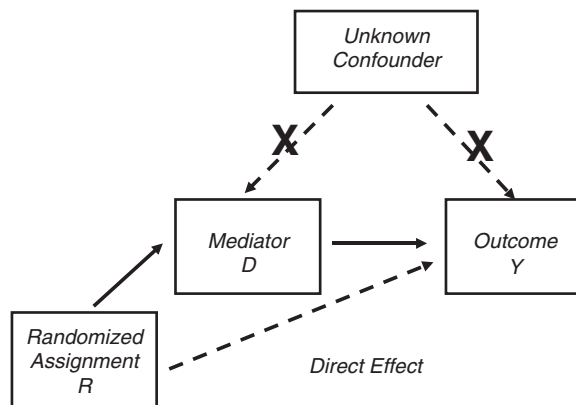 Unknown
Confounder
X
X
Mediator
D
Outcome
Y
Randomized
Assignment
R
Direct Effect